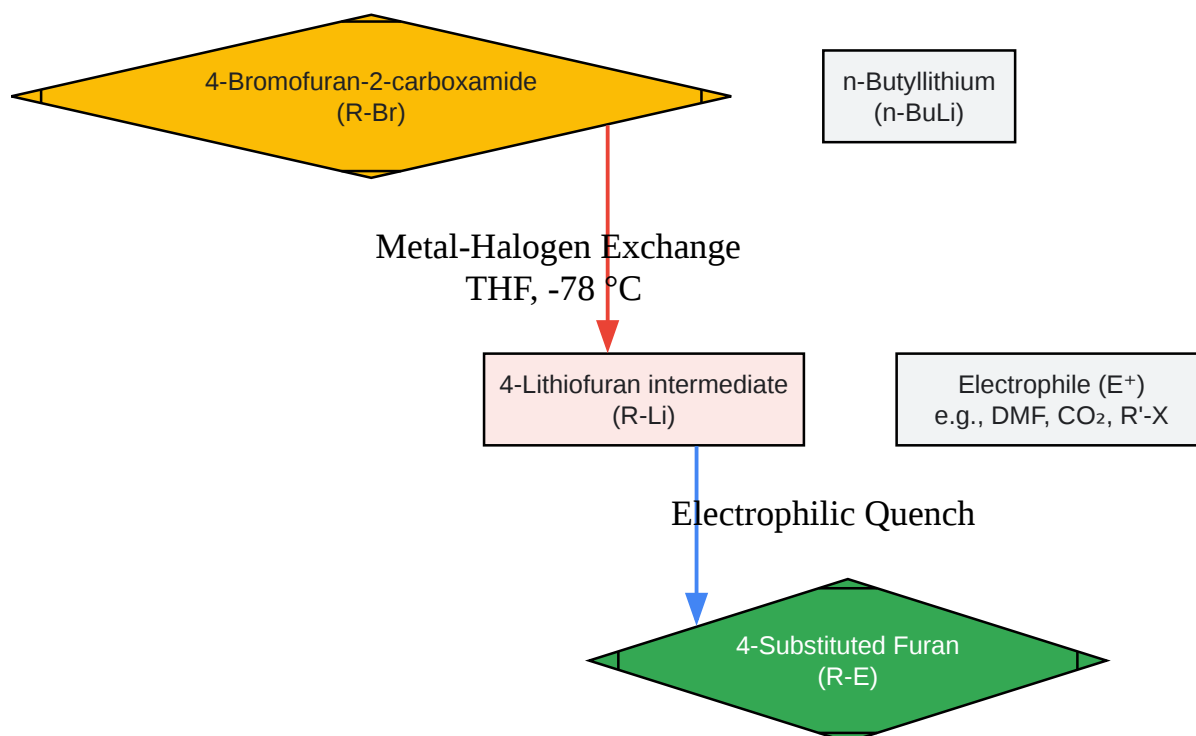 4-Bromofuran-2-carboxamide
(R-Br)
n-Butyllithium
(n-BuLi)
Metal-Halogen Exchange
THF, -78 °C
4-Lithiofuran intermediate
(R-Li)
Electrophile (E⁺)
e.g., DMF, CO₂, R'-X
Electrophilic Quench
4-Substituted Furan
(R-E)